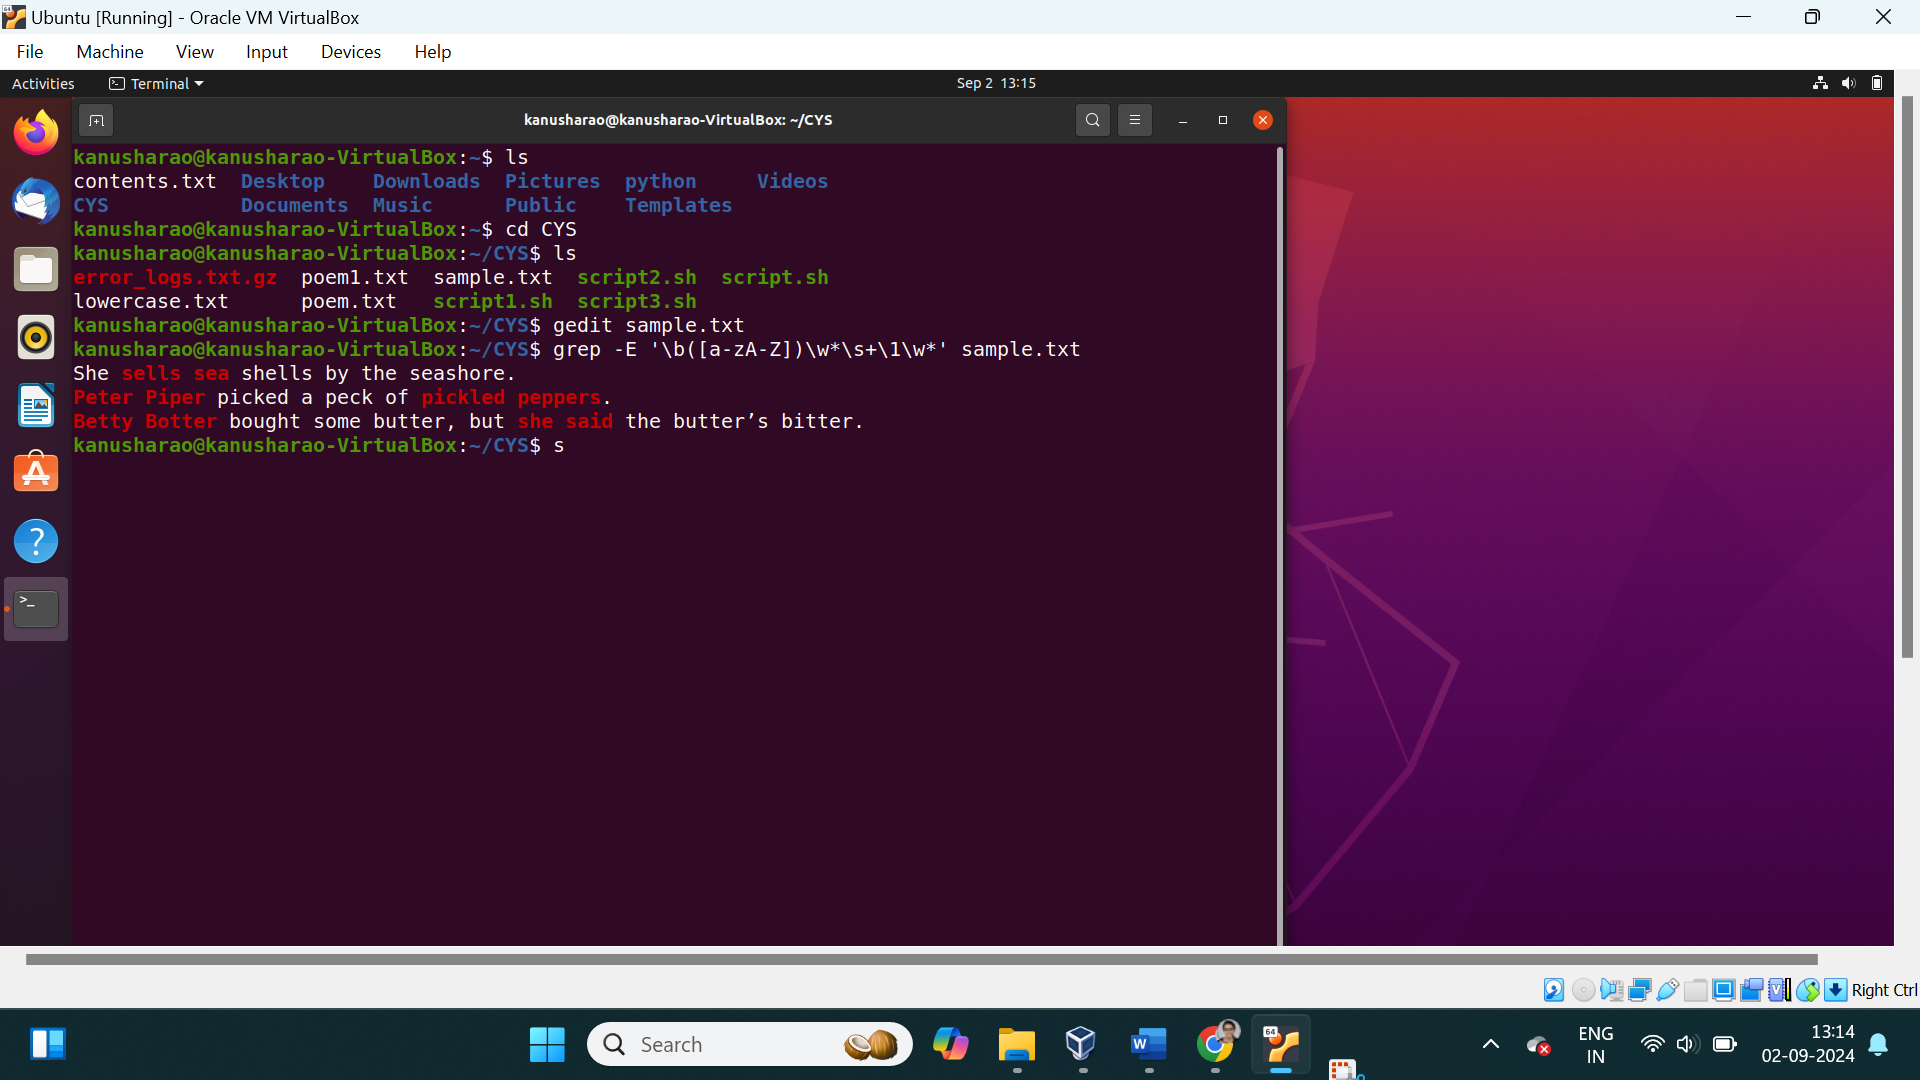 Ubuntu [Running] - Oracle VM VirtualBox
File Machine View Input Devices Help
Activities Terminal Sep 2 13:15
kanusharao@kanusharao-VirtualBox: ~/CYS
kanusharao@kanusharao-VirtualBox:~$ ls
contents.txt Desktop Downloads Pictures python Videos
CYS Documents Music Public Templates
kanusharao@kanusharao-VirtualBox:~$ cd CYS
kanusharao@kanusharao-VirtualBox:~/CYS$ ls
error_logs.txt.gz poem1.txt sample.txt script2.sh script.sh
lowercase.txt poem.txt script1.sh script3.sh
kanusharao@kanusharao-VirtualBox:~/CYS$ gedit sample.txt
kanusharao@kanusharao-VirtualBox:~/CYS$ grep -E '\b([a-zA-Z])\w*\s+\1\w*' sample.txt
She sells sea shells by the seashore.
Peter Piper picked a peck of pickled peppers.
Betty Botter bought some butter, but she said the butter’s bitter.
kanusharao@kanusharao-VirtualBox:~/CYS$ s
Right Ctrl
Search
ENG
IN
13:14
02-09-2024